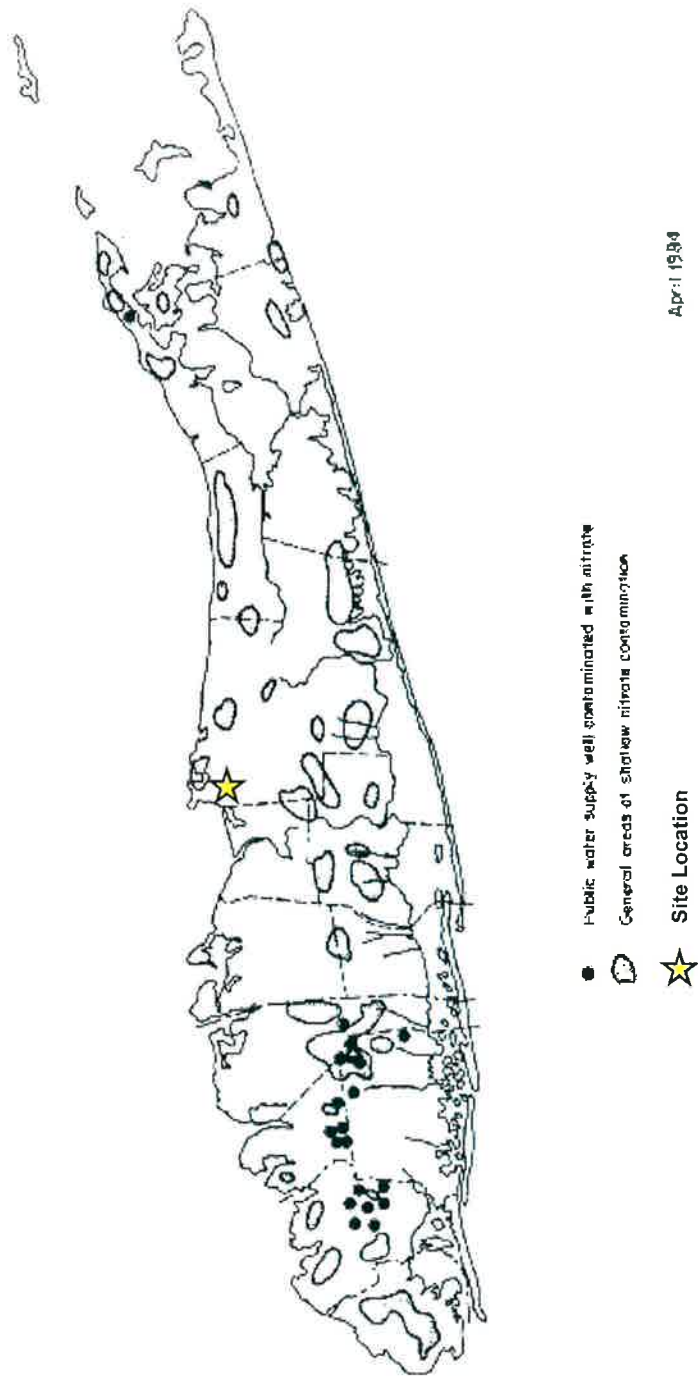 Public water supply well contaminated with nitrate
General areas of shallow nitrate contamination
Site Location
April 1984